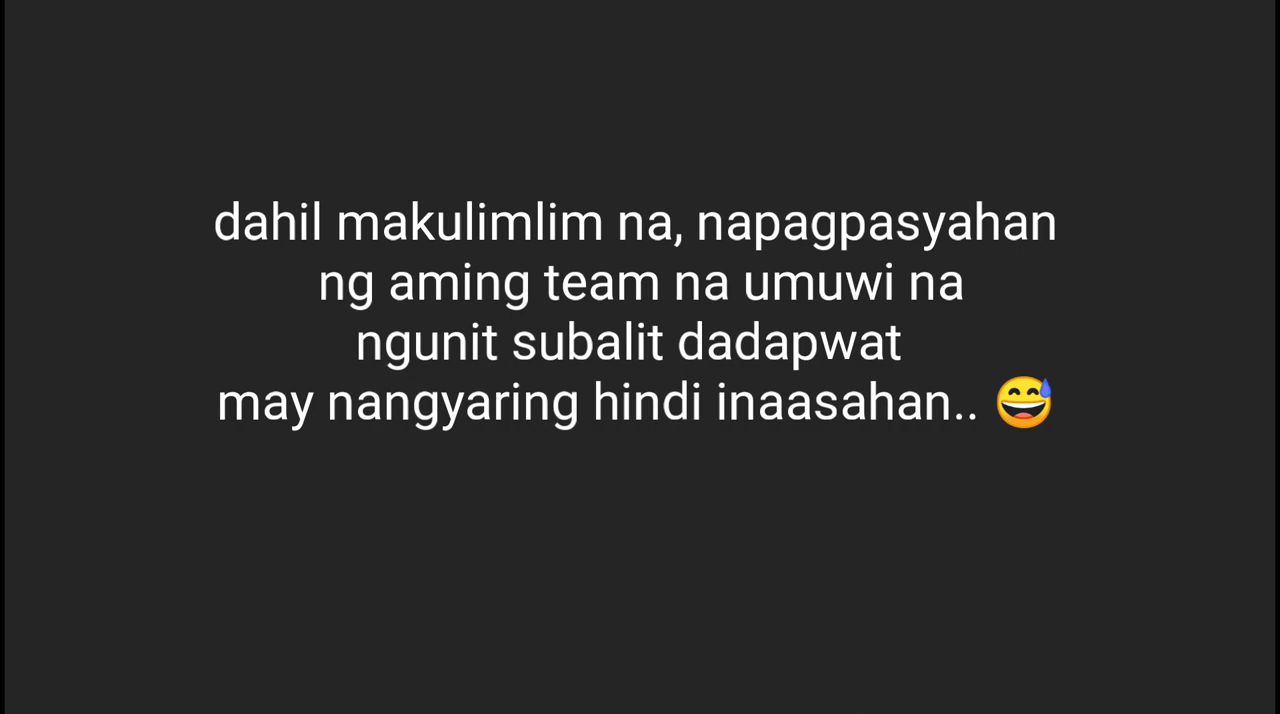 dahil makulimlim na, napagpasyahan
ng aming team na umuwi na
ngunit subalit dadapwat
may nangyaring hindi inaasahan.. 😅